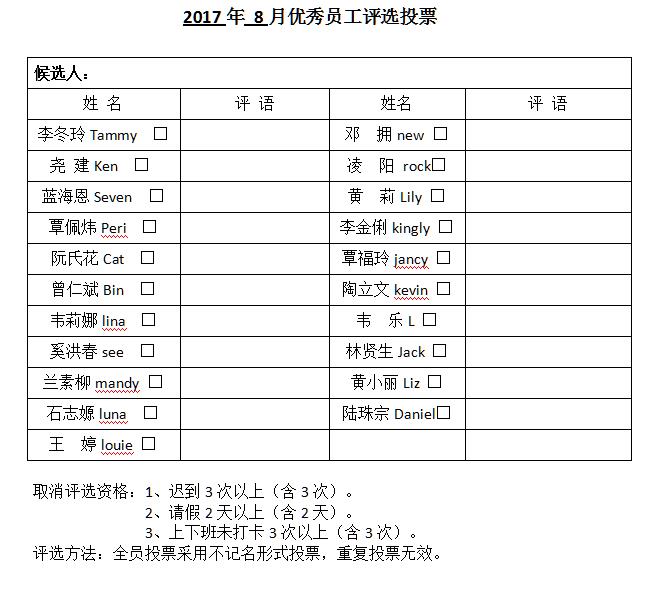 2017 年 8 月优秀员工评选投票
候选人：
姓 名 评 语 姓名 评 语
李冬玲 Tammy □ 邓 拥 new □
尧 建 Ken □ 凌 阳 rock□
蓝海恩 Seven □ 黄 莉 Lily □
覃佩炜 Peri □ 李金俐 kingly □
阮氏花 Cat □ 覃福玲 jancy □
曾仁斌 Bin □ 陶立文 kevin □
韦莉娜 lina □ 韦 乐 L □
奚洪春 see □ 林贤生 Jack □
兰素柳 mandy □ 黄小丽 Liz □
石志嫄 luna □ 陆珠宗 Daniel□
王 婷 louie □
取消评选资格：1、迟到 3 次以上（含 3 次）。
2、请假 2 天以上（含 2 天）。
3、上下班未打卡 3 次以上（含 3 次）。
评选方法：全员投票采用不记名形式投票，重复投票无效。